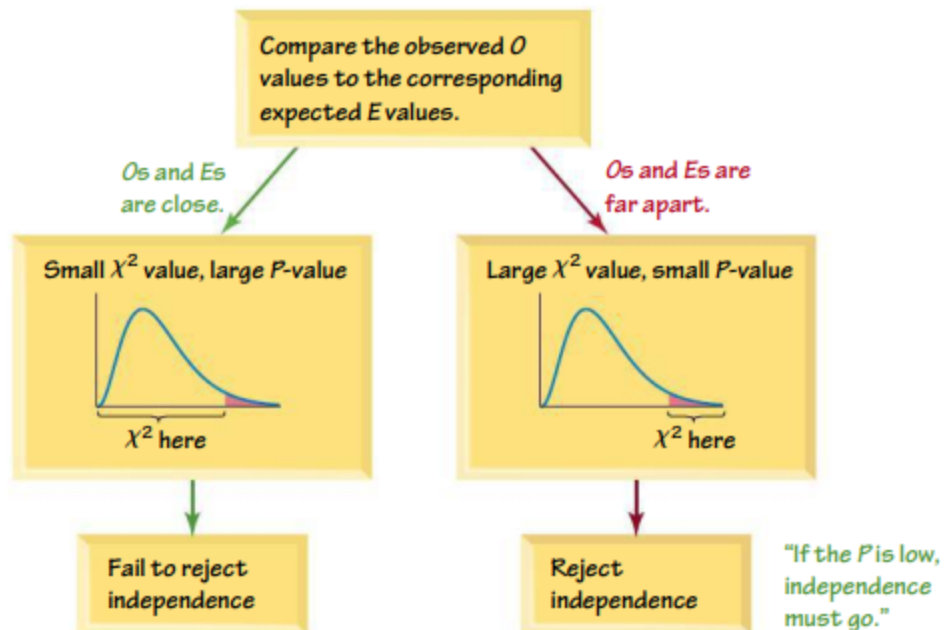 Compare the observed O
values to the corresponding
expected E values.
Os and Es
are close.
Os and Es are
far apart.
Small χ² value, large P-value
χ² here
Large χ² value, small P-value
χ² here
Fail to reject
independence
Reject
independence
“If the P is low,
independence
must go.”